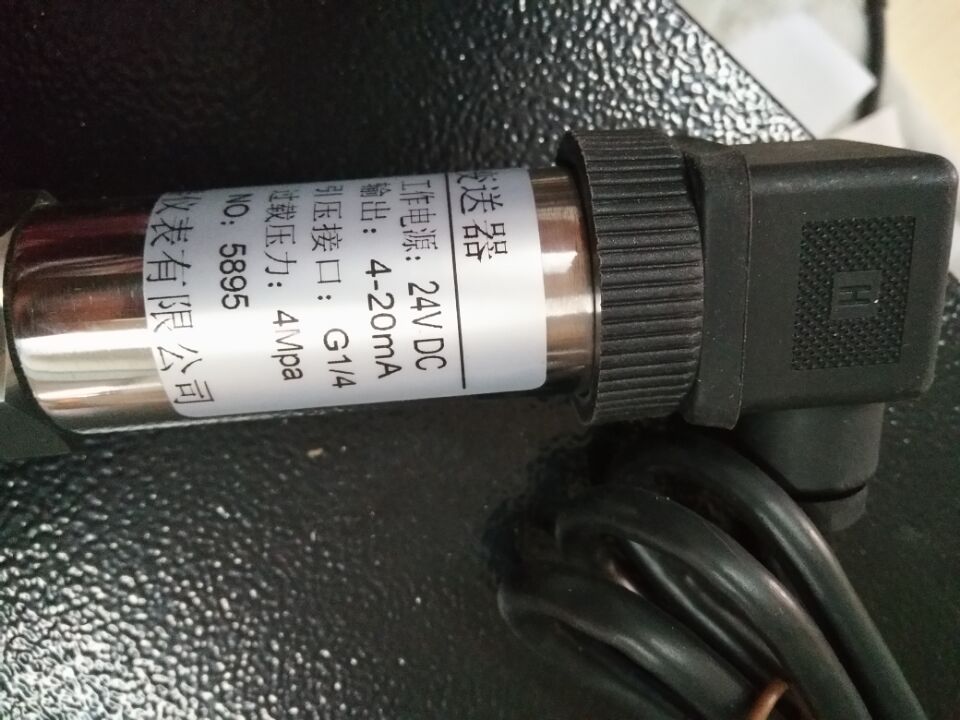 送器
工作电源：24V DC
输出：4-20mA
引压接口：G1/4
过载压力：4Mpa
NO：5895
仪表有限公司
H